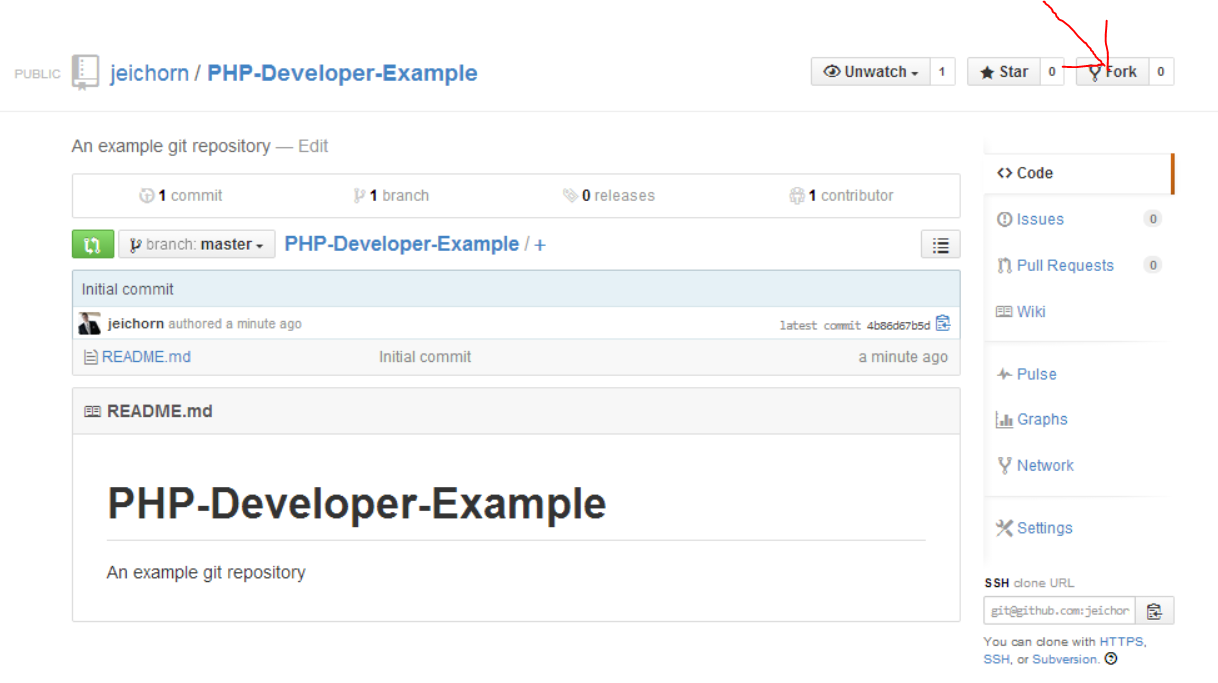 PUBLIC jeichorn / PHP-Developer-Example Unwatch 1 Star 0 Fork 0
An example git repository — Edit
1 commit 1 branch 0 releases 1 contributor
branch: master PHP-Developer-Example / +
Initial commit
jeichorn authored a minute ago latest commit 4b86d67b5d
README.md Initial commit a minute ago
README.md
PHP-Developer-Example
An example git repository
Code
Issues 0
Pull Requests 0
Wiki
Pulse
Graphs
Network
Settings
SSH clone URL
git@github.com:jeichor
You can clone with HTTPS,
SSH, or Subversion.